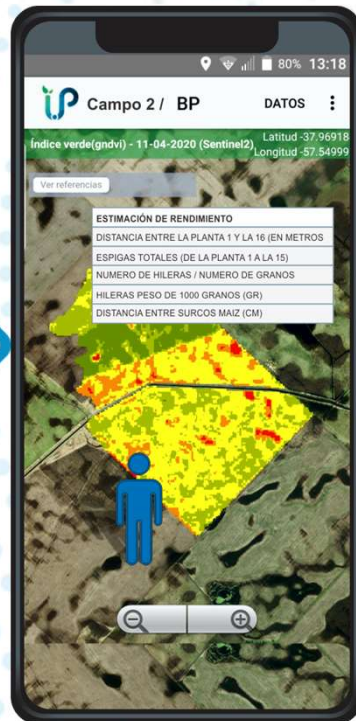 80% 13:18
Campo 2 / BP DATOS
Índice verde(gndvi) - 11-04-2020 (Sentinel2) Latitud -37.96918
Longitud -57.54999
Ver referencias
ESTIMACIÓN DE RENDIMIENTO
DISTANCIA ENTRE LA PLANTA 1 Y LA 16 (EN METROS
ESPIGAS TOTALES (DE LA PLANTA 1 A LA 15)
NUMERO DE HILERAS / NUMERO DE GRANOS
HILERAS PESO DE 1000 GRANOS (GR)
DISTANCIA ENTRE SURCOS MAIZ (CM)